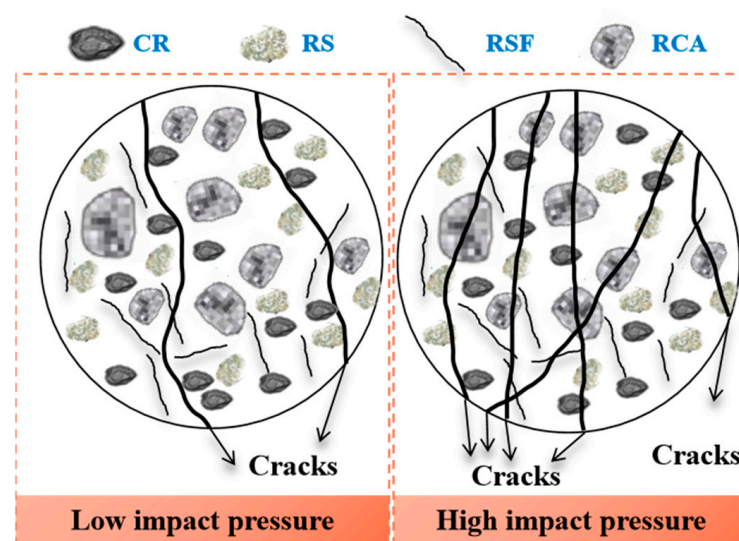 CR RS RSF RCA
Cracks
Cracks
Cracks
Low impact pressure
High impact pressure